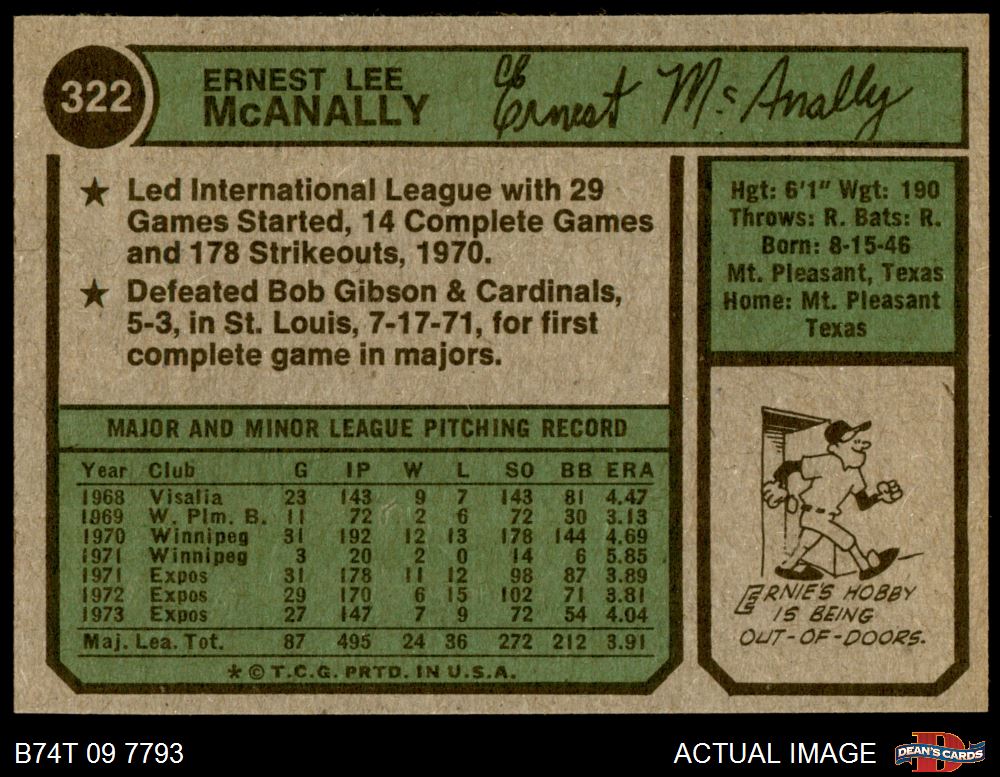 322
ERNEST LEE
McANALLY
Ernest McAnally
★ Led International League with 29
Games Started, 14 Complete Games
and 178 Strikeouts, 1970.
★ Defeated Bob Gibson & Cardinals,
5-3, in St. Louis, 7-17-71, for first
complete game in majors.
Hgt: 6'1" Wgt: 190
Throws: R. Bats: R.
Born: 8-15-46
Mt. Pleasant, Texas
Home: Mt. Pleasant
Texas
MAJOR AND MINOR LEAGUE PITCHING RECORD
Year Club G IP W L SO BB ERA
1968 Visalia 23 143 9 7 143 81 4.47
1969 W. Plm. B. 11 72 2 6 72 30 3.13
1970 Winnipeg 31 192 12 13 178 144 4.69
1971 Winnipeg 3 20 2 0 14 6 5.85
1971 Expos 31 178 11 12 98 87 3.89
1972 Expos 29 170 6 15 102 71 3.81
1973 Expos 27 147 7 9 72 54 4.04
Maj. Lea. Tot. 87 495 24 36 272 212 3.91
* © T.C.G. PRTD. IN U.S.A.
ERNIE'S HOBBY
IS BEING
OUT-OF-DOORS.
B74T 09 7793
ACTUAL IMAGE
DEAN'S CARDS